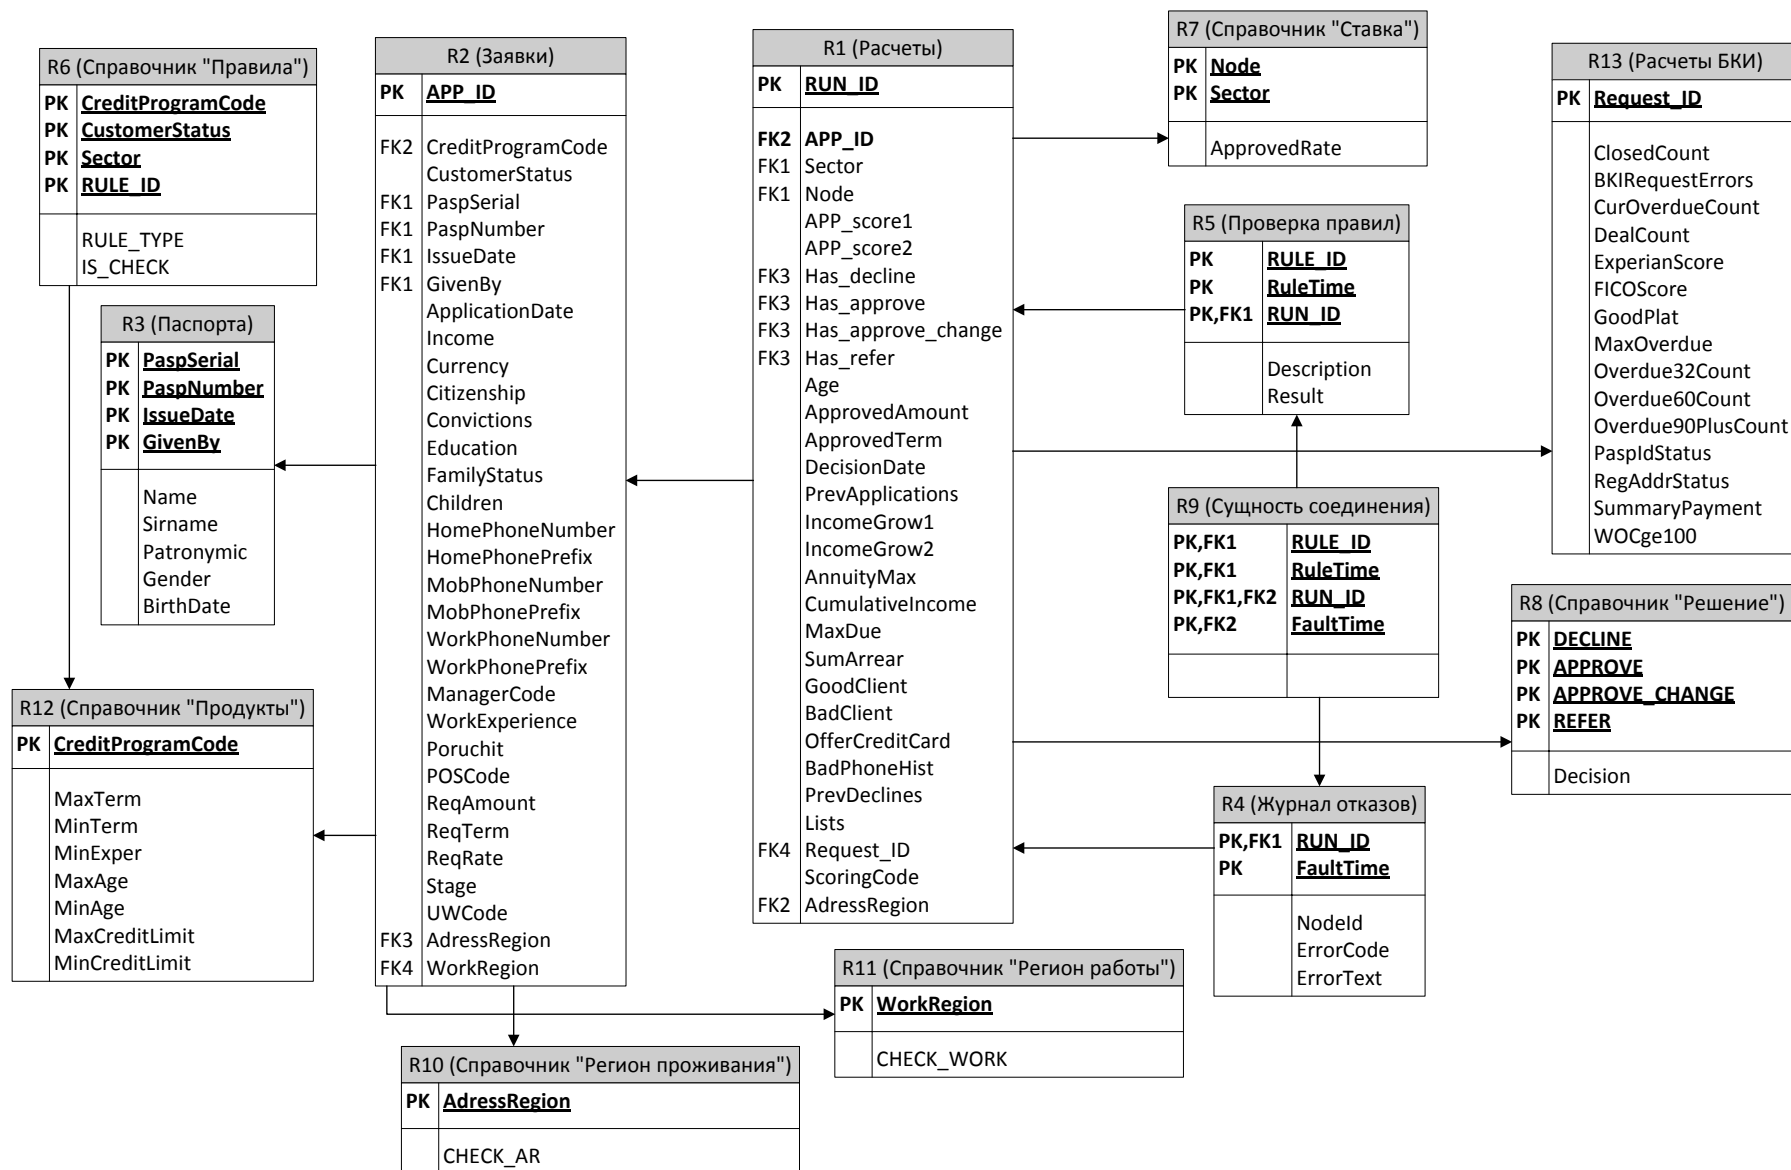 R6 (Справочник "Правила")
PK CreditProgramCode
PK CustomerStatus
PK Sector
PK RULE_ID
RULE_TYPE
IS_CHECK
R3 (Паспорта)
PK PaspSerial
PK PaspNumber
PK IssueDate
PK GivenBy
Name
Sirname
Patronymic
Gender
BirthDate
R12 (Справочник "Продукты")
PK CreditProgramCode
MaxTerm
MinTerm
MinExper
MaxAge
MinAge
MaxCreditLimit
MinCreditLimit
R2 (Заявки)
PK APP_ID
FK2 CreditProgramCode
CustomerStatus
FK1 PaspSerial
FK1 PaspNumber
FK1 IssueDate
FK1 GivenBy
ApplicationDate
Income
Currency
Citizenship
Convictions
Education
FamilyStatus
Children
HomePhoneNumber
HomePhonePrefix
MobPhoneNumber
MobPhonePrefix
WorkPhoneNumber
WorkPhonePrefix
ManagerCode
WorkExperience
Poruchit
POSCode
ReqAmount
ReqTerm
ReqRate
Stage
UWCode
FK3 AdressRegion
FK4 WorkRegion
R10 (Справочник "Регион проживания")
PK AdressRegion
CHECK_AR
R1 (Расчеты)
PK RUN_ID
FK2 APP_ID
FK1 Sector
FK1 Node
APP_score1
APP_score2
FK3 Has_decline
FK3 Has_approve
FK3 Has_approve_change
FK3 Has_refer
Age
ApprovedAmount
ApprovedTerm
DecisionDate
PrevApplications
IncomeGrow1
IncomeGrow2
AnnuityMax
CumulativeIncome
MaxDue
SumArrear
GoodClient
BadClient
OfferCreditCard
BadPhoneHist
PrevDeclines
Lists
FK4 Request_ID
ScoringCode
FK2 AdressRegion
R11 (Справочник "Регион работы")
PK WorkRegion
CHECK_WORK
R7 (Справочник "Ставка")
PK Node
PK Sector
ApprovedRate
R5 (Проверка правил)
PK RULE_ID
PK RuleTime
PK,FK1 RUN_ID
Description
Result
R9 (Сущность соединения)
PK,FK1 RULE_ID
PK,FK1 RuleTime
PK,FK1,FK2 RUN_ID
PK,FK2 FaultTime
R4 (Журнал отказов)
PK,FK1 RUN_ID
PK FaultTime
NodeId
ErrorCode
ErrorText
R13 (Расчеты БКИ)
PK Request_ID
ClosedCount
BKIRequestErrors
CurOverdueCount
DealCount
ExperianScore
FICOScore
GoodPlat
MaxOverdue
Overdue32Count
Overdue60Count
Overdue90PlusCount
PaspIdStatus
RegAddrStatus
SummaryPayment
WOCge100
R8 (Справочник "Решение")
PK DECLINE
PK APPROVE
PK APPROVE_CHANGE
PK REFER
Decision